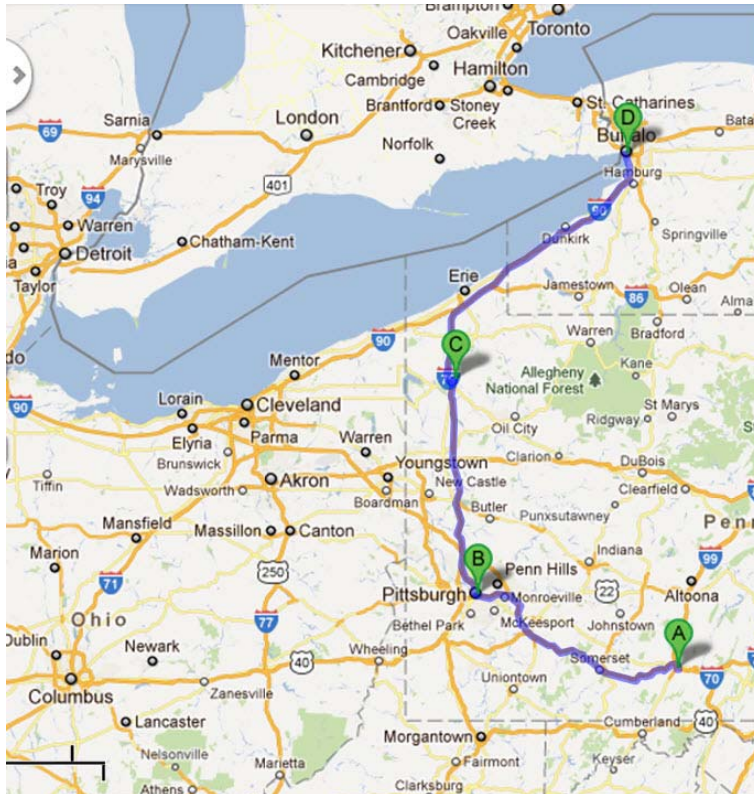 Brampton
Toronto
Oakville
Kitchener
Hamilton
Cambridge
Brantford
Stoney
Creek
St. Catharines
D
Sarnia
London
Norfolk
Buffalo
Bata
69
Marysville
Hamburg
Troy
94
401
90
Warren
Dunkirk
Springville
Detroit
Chatham-Kent
Taylor
Erie
Jamestown
86
Olean
Alma
90
C
Warren
Bradford
do
Mentor
Allegheny
National Forest
Kane
90
Lorain
Cleveland
St Marys
Elyria
Parma
Warren
Oil City
Ridgway
St
Brunswick
Youngstown
Clarion
DuBois
Tiffin
Wadsworth
Akron
Boardman
New Castle
Clearfield
Mansfield
Massillon
Canton
Butler
Punxsutawney
Penn
Marion
71
250
B
Penn Hills
Indiana
99
Pittsburgh
Monroeville
22
Altoona
Ohio
77
Bethel Park
McKeesport
Johnstown
A
Dublin
Newark
40
Wheeling
Somerset
70
Columbus
Zanesville
Uniontown
40
Lancaster
Morgantown
Cumberland
Nelsonville
Marietta
Fairmont
Keyser
Athens
Clarksburg